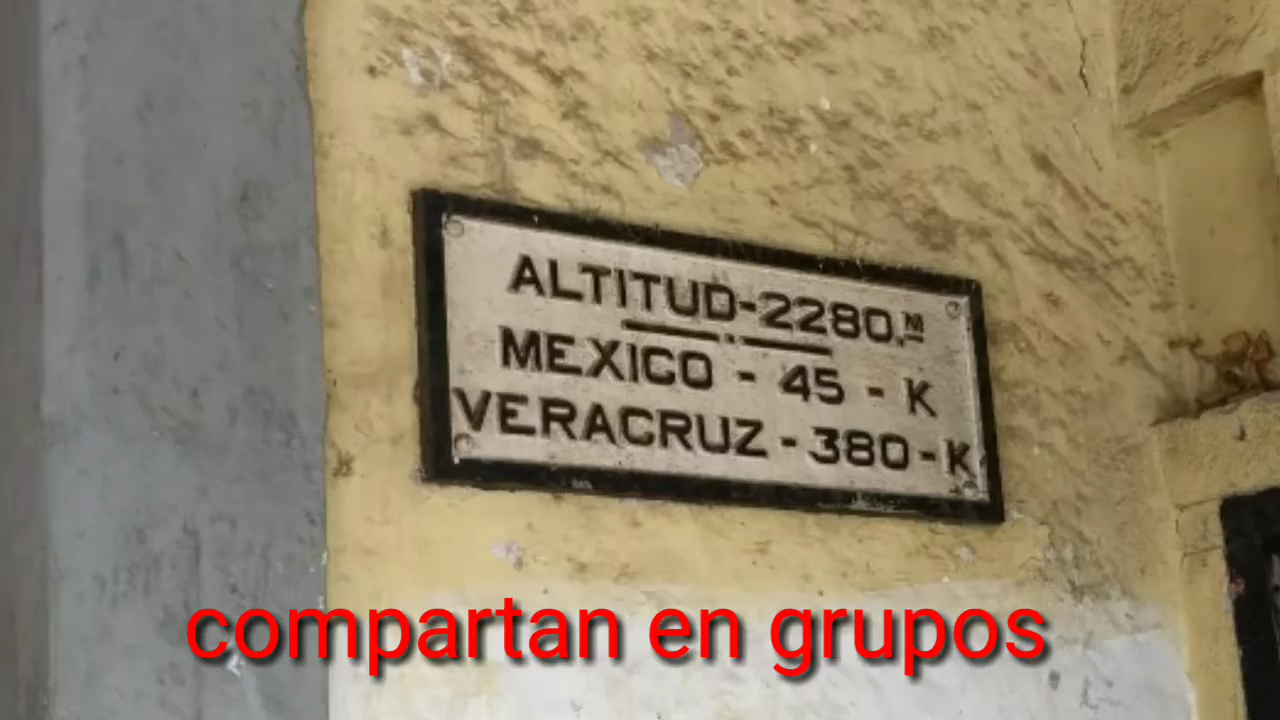 ALTITUD-2280.M
MEXICO - 45 - K
VERACRUZ - 380 - K
compartan en grupos